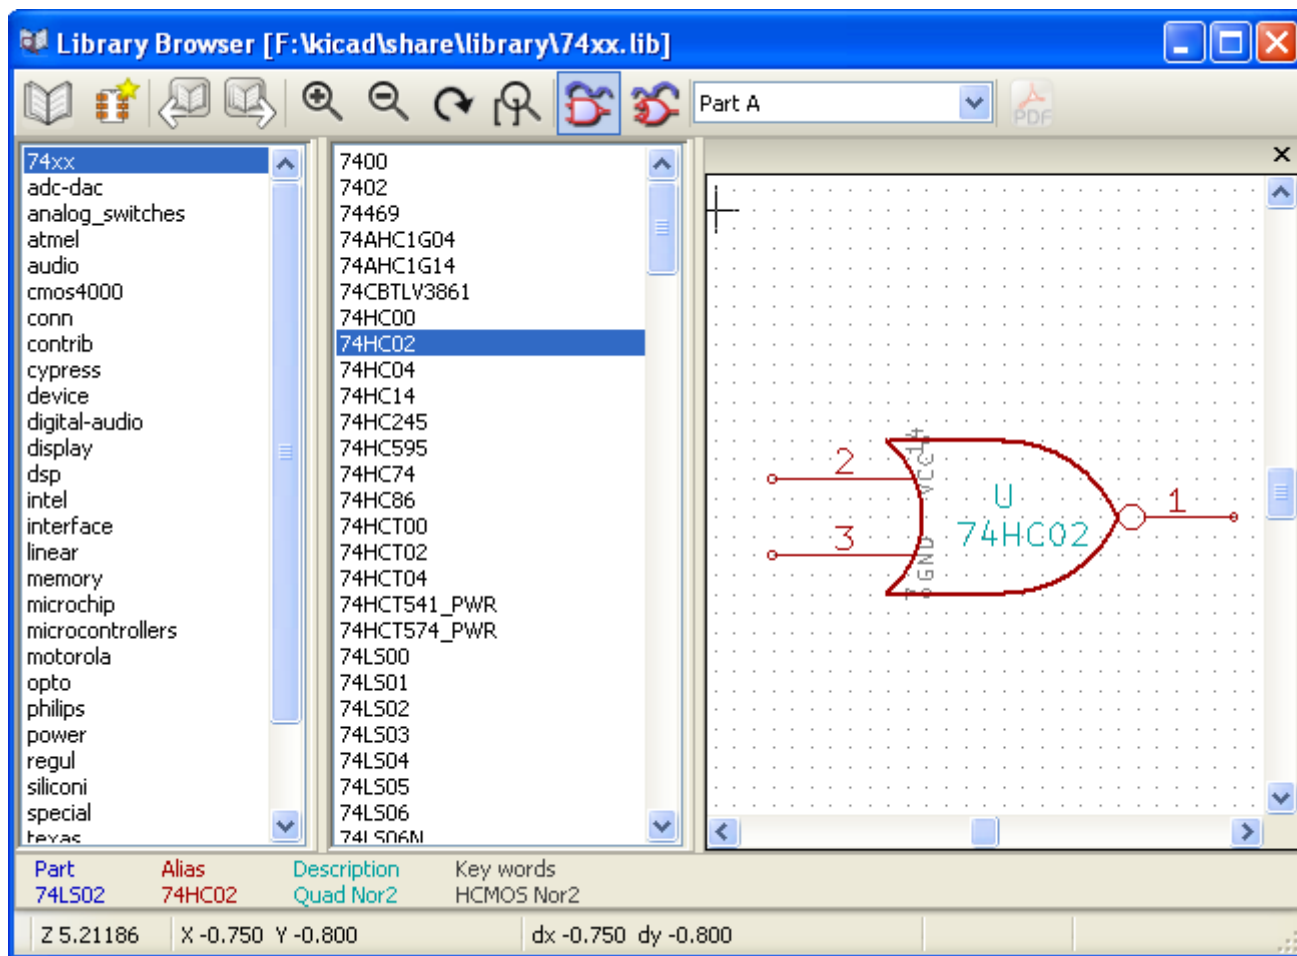 Library Browser [F:\kicad\share\library\74xx.lib]
Part A
PDF
74xx
adc-dac
analog_switches
atmel
audio
cmos4000
conn
contrib
cypress
device
digital-audio
display
dsp
intel
interface
linear
memory
microchip
microcontrollers
motorola
opto
philips
power
regul
siliconi
special
texas
7400
7402
74469
74AHC1G04
74AHC1G14
74CBTLV3861
74HC00
74HC02
74HC04
74HC14
74HC245
74HC595
74HC74
74HC86
74HCT00
74HCT02
74HCT04
74HCT541_PWR
74HCT574_PWR
74LS00
74LS01
74LS02
74LS03
74LS04
74LS05
74LS06
74LS06N
14
VCC
2
U
1
74HC02
3
GND
7
Part Alias Description Key words
74LS02 74HC02 Quad Nor2 HCMOS Nor2
Z 5.21186 X -0.750 Y -0.800 dx -0.750 dy -0.800